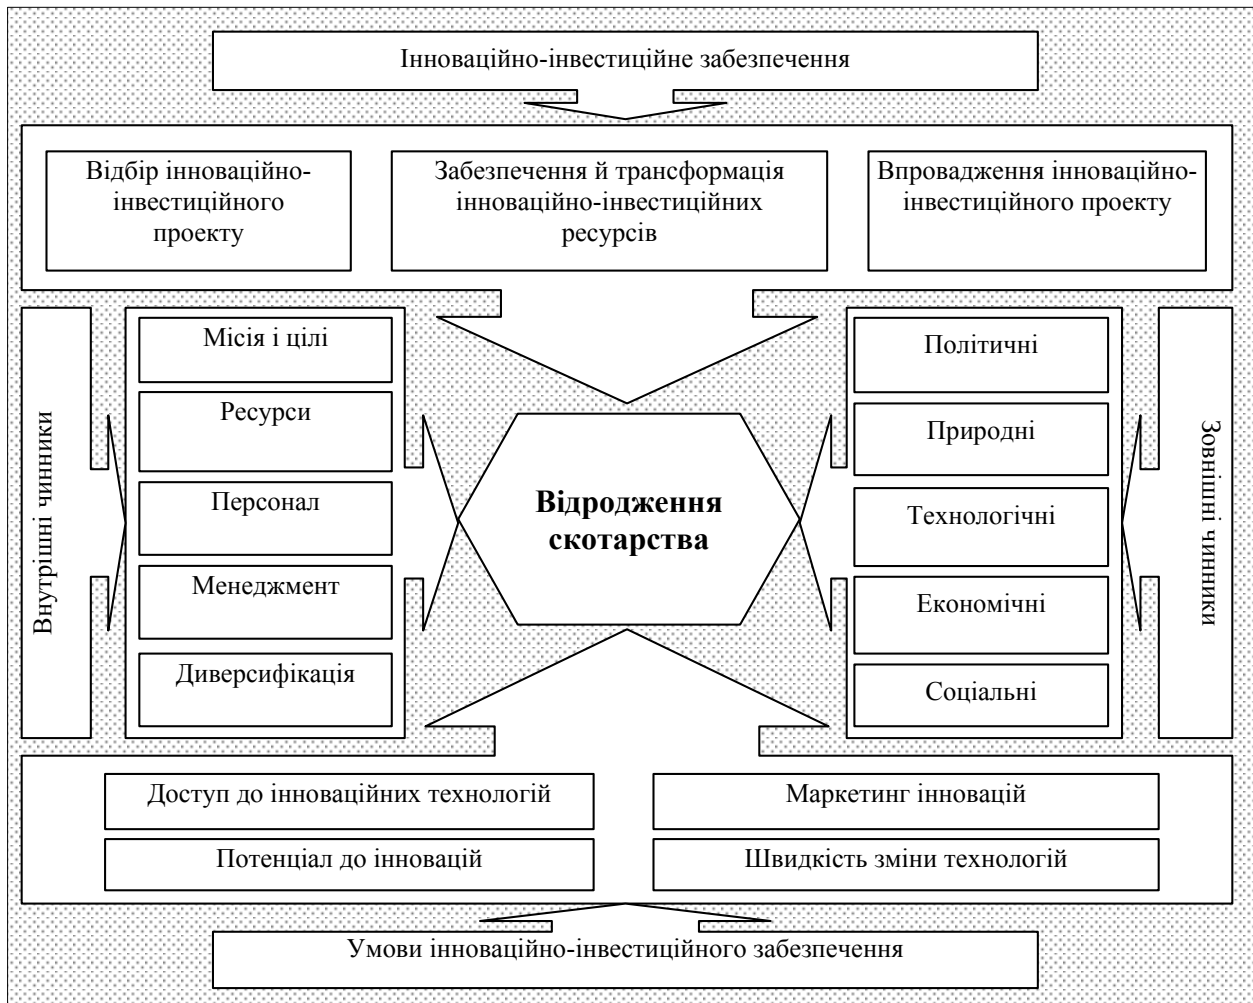 Інноваційно-інвестиційне забезпечення
Відбір інноваційно-
інвестиційного
проекту
Забезпечення й трансформація
інноваційно-інвестиційних
ресурсів
Впровадження інноваційно-
інвестиційного проекту
Внутрішні чинники
Місія і цілі
Ресурси
Персонал
Менеджмент
Диверсифікація
Відродження
скотарства
Політичні
Природні
Технологічні
Економічні
Соціальні
Зовнішні чинники
Доступ до інноваційних технологій
Маркетинг інновацій
Потенціал до інновацій
Швидкість зміни технологій
Умови інноваційно-інвестиційного забезпечення